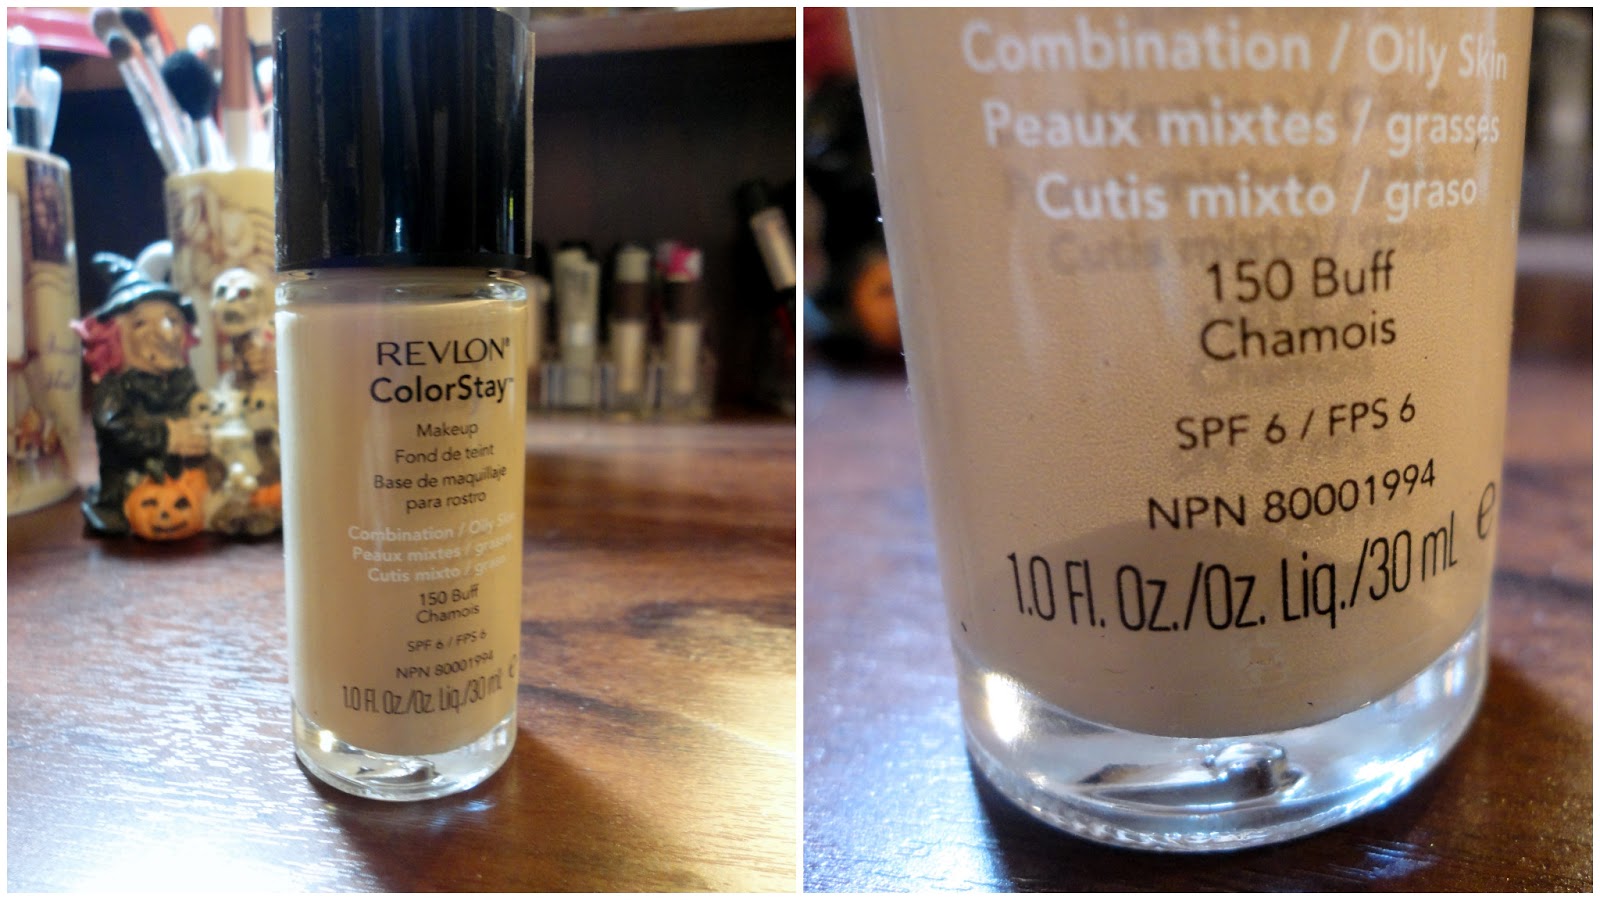 REVLON®
ColorStay™
Makeup
Fond de teint
Base de maquillaje
para rostro
Combination / Oily Skin
Peaux mixtes / grasses
Cutis mixto / graso
150 Buff
Chamois
SPF 6 / FPS 6
NPN 80001994
1.0 Fl. Oz./Oz. Liq./30 mL ℮
Combination / Oily Skin
Peaux mixtes / grasses
Cutis mixto / graso
150 Buff
Chamois
SPF 6 / FPS 6
NPN 80001994
1.0 Fl. Oz./Oz. Liq./30 mL ℮